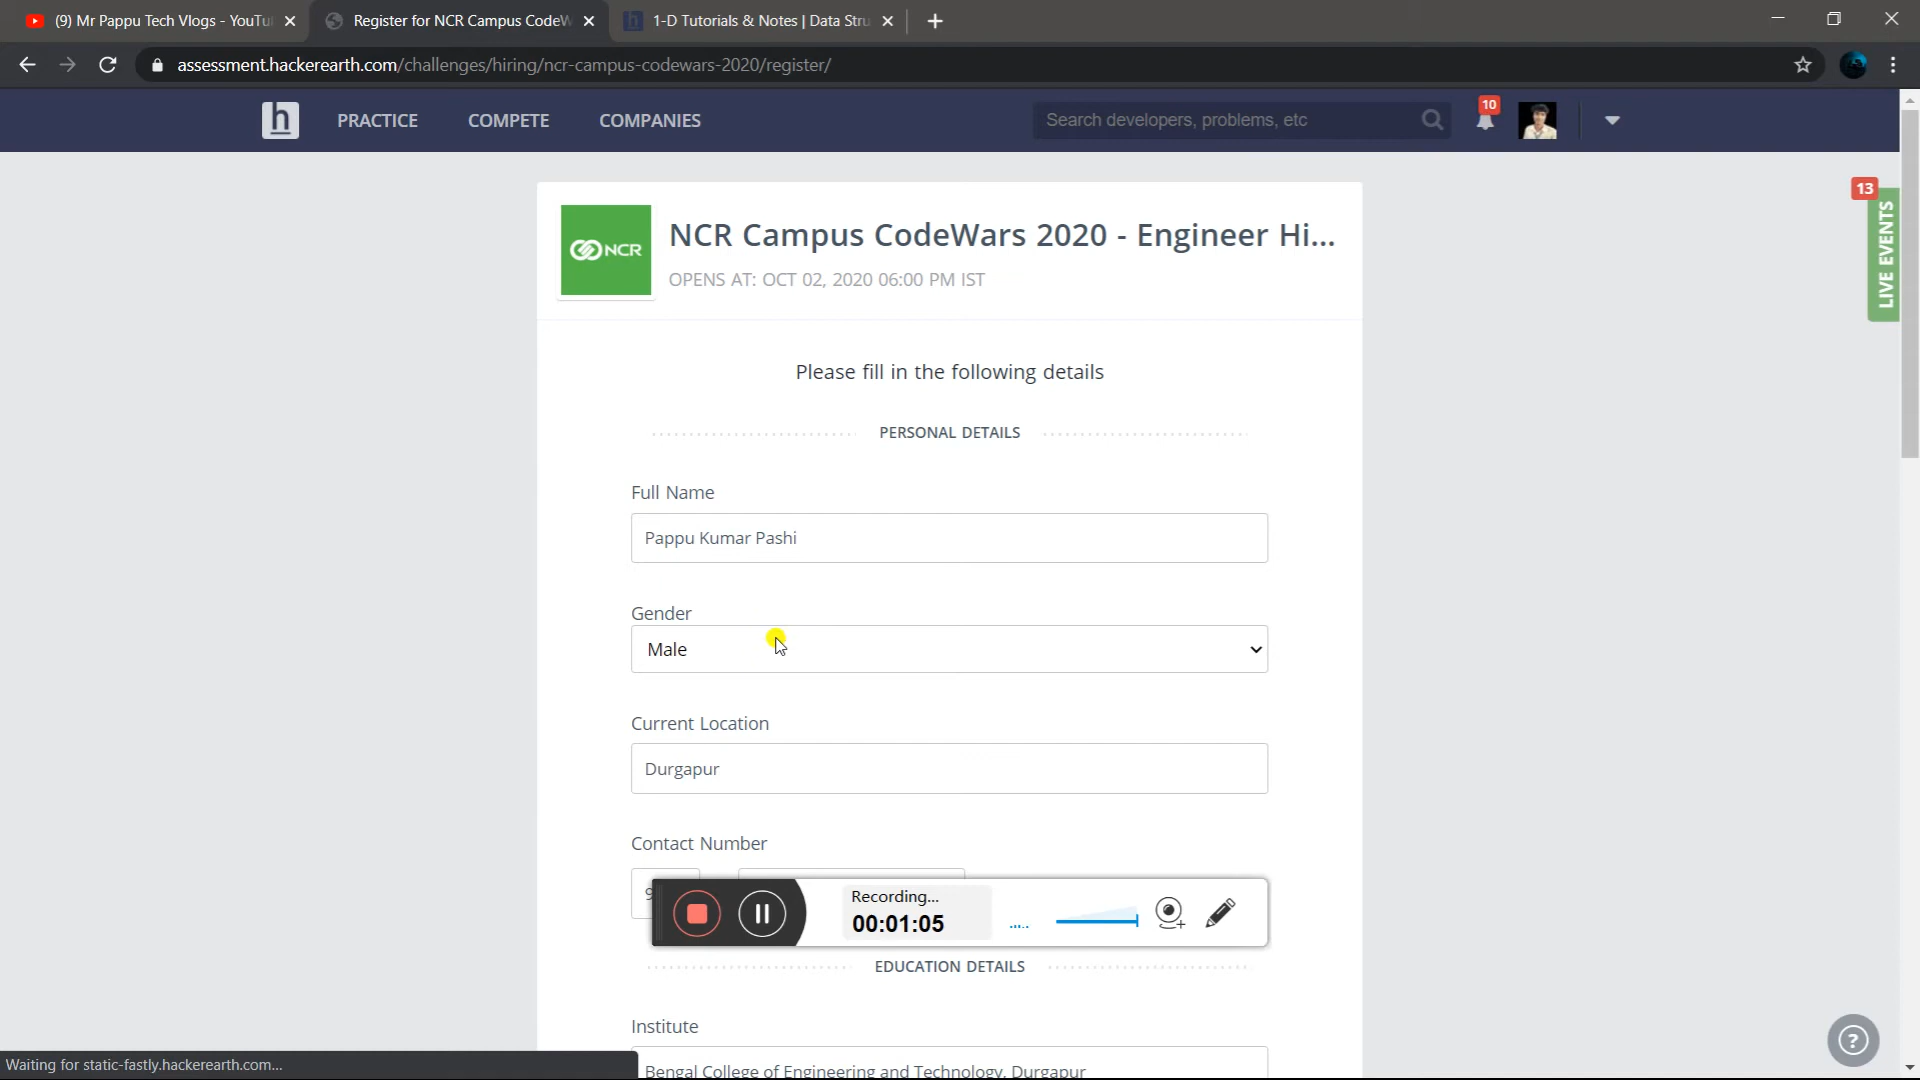 (9) Mr Pappu Tech Vlogs - YouTu
Register for NCR Campus CodeW
1-D Tutorials & Notes | Data Stru
assessment.hackerearth.com/challenges/hiring/ncr-campus-codewars-2020/register/
h
PRACTICE
COMPETE
COMPANIES
Search developers, problems, etc
10
13
LIVE EVENTS
NCR
NCR Campus CodeWars 2020 - Engineer Hi...
OPENS AT: OCT 02, 2020 06:00 PM IST
Please fill in the following details
PERSONAL DETAILS
Full Name
Pappu Kumar Pashi
Gender
Male
Current Location
Durgapur
Contact Number
9
Recording...
00:01:05
EDUCATION DETAILS
Institute
Bengal College of Engineering and Technology, Durgapur
?
Waiting for static-fastly.hackerearth.com...